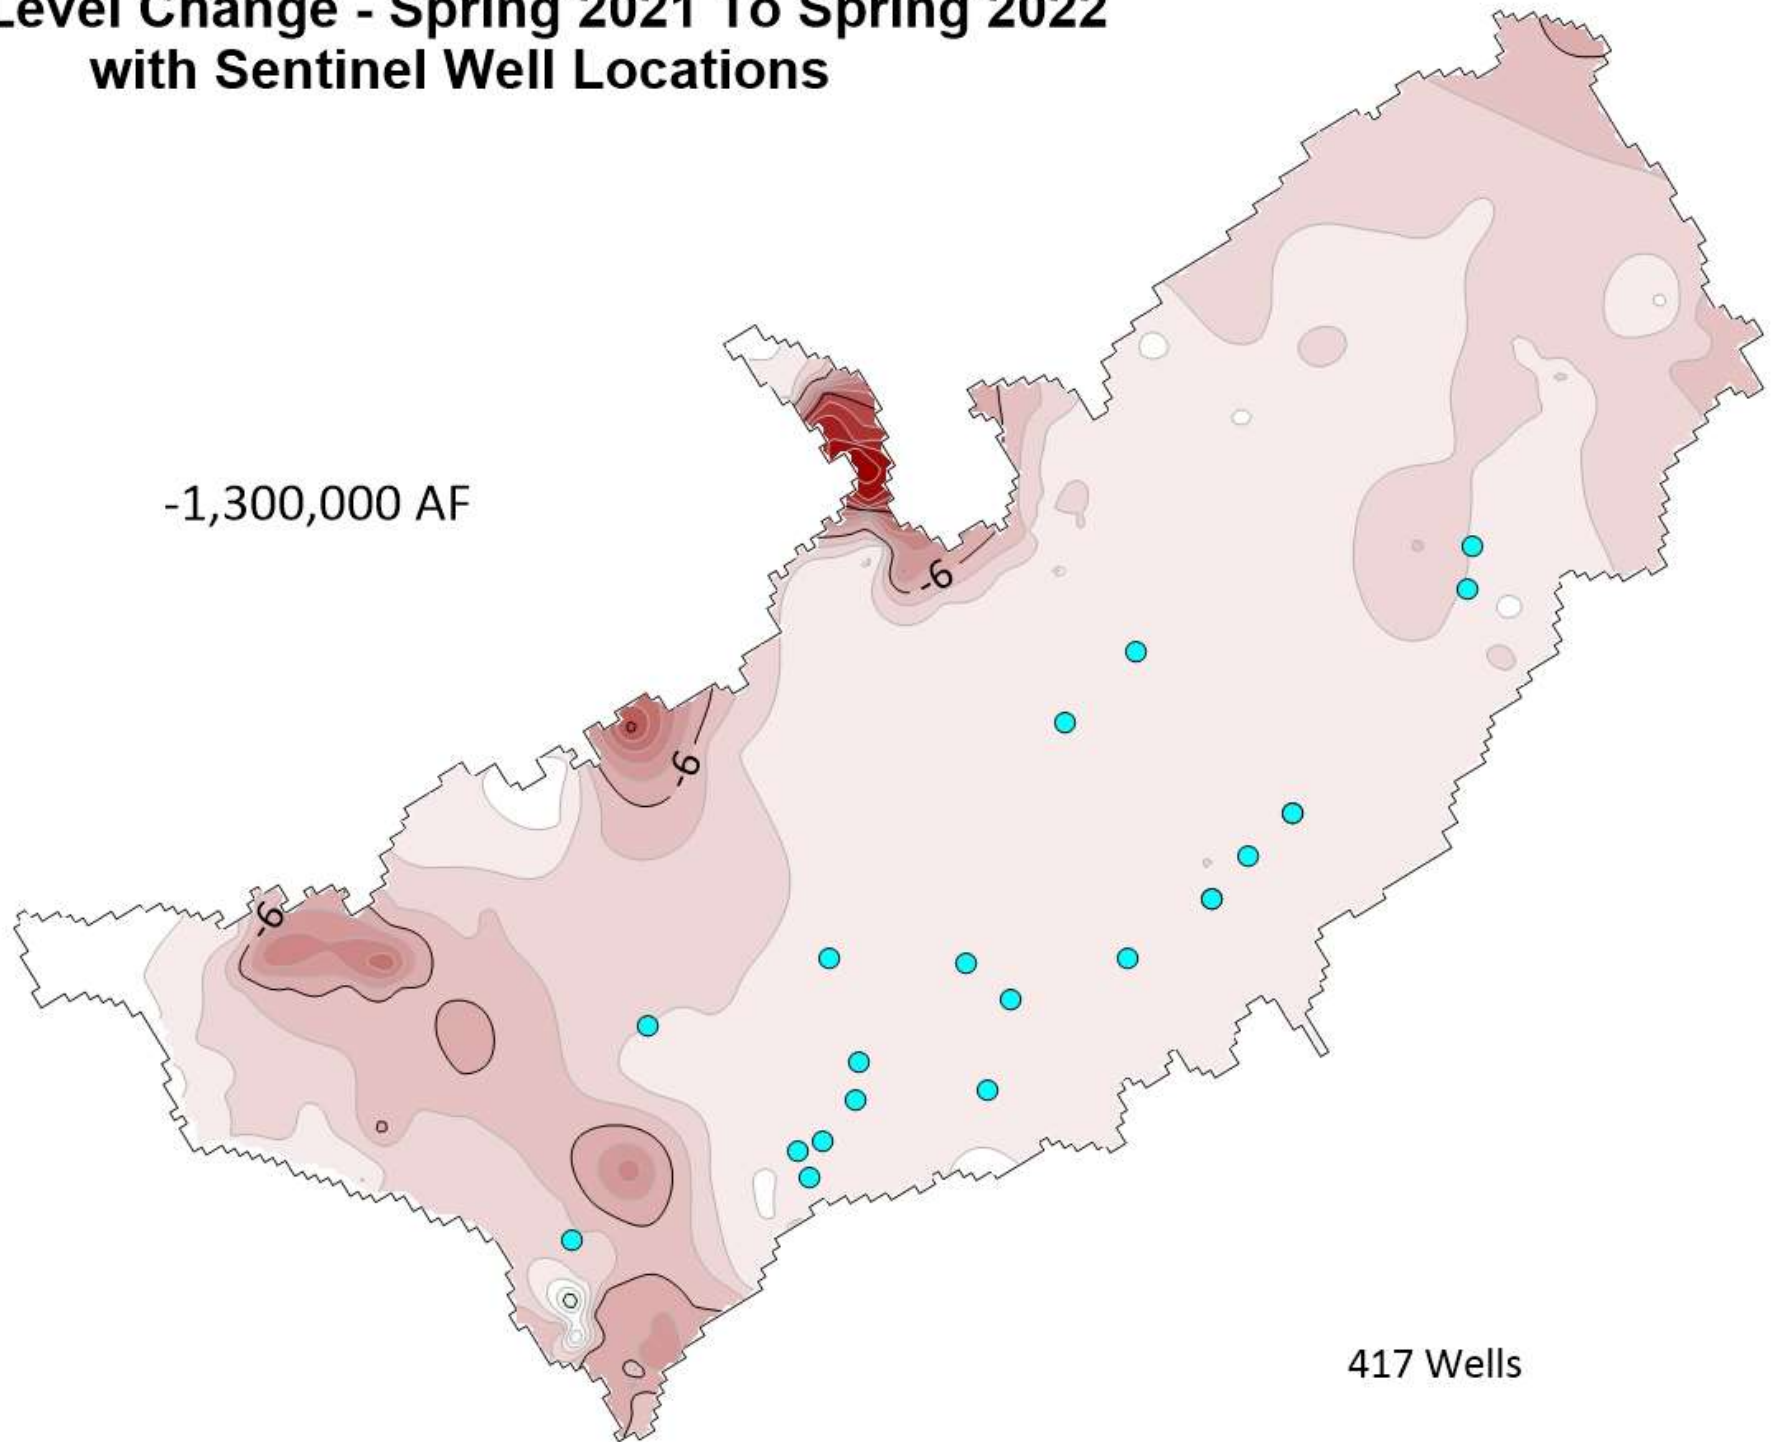 Level Change - Spring 2021 To Spring 2022
with Sentinel Well Locations
-1,300,000 AF
-6
-6
-6
417 Wells